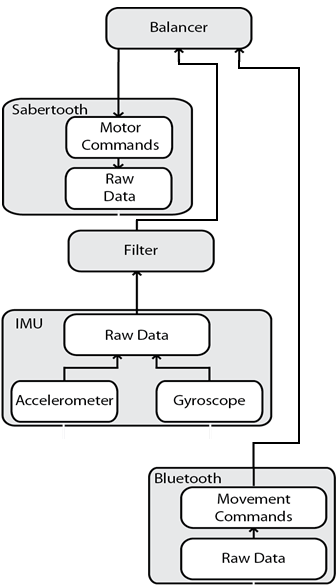 Balancer
Sabertooth
Motor
Commands
Raw
Data
Filter
IMU
Raw Data
Accelerometer
Gyroscope
Bluetooth
Movement
Commands
Raw Data